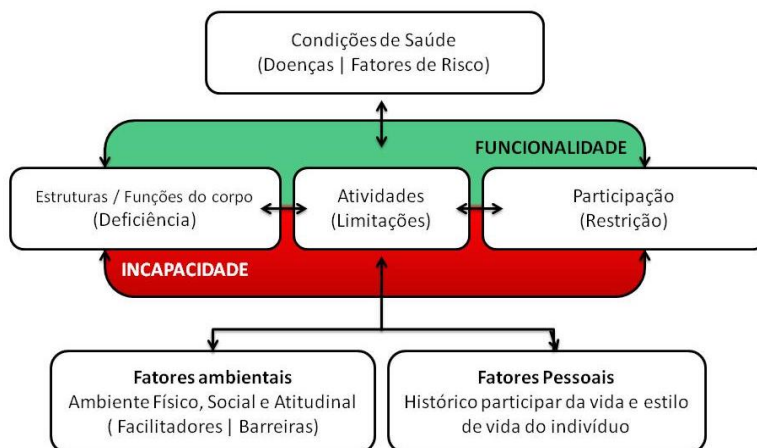 Condições de Saúde
(Doenças | Fatores de Risco)
FUNCIONALIDADE
Estruturas / Funções do corpo
(Deficiência)
Atividades
(Limitações)
Participação
(Restrição)
INCAPACIDADE
Fatores ambientais
Ambiente Físico, Social e Atitudinal
( Facilitadores | Barreiras)
Fatores Pessoais
Histórico participar da vida e estilo
de vida do indivíduo